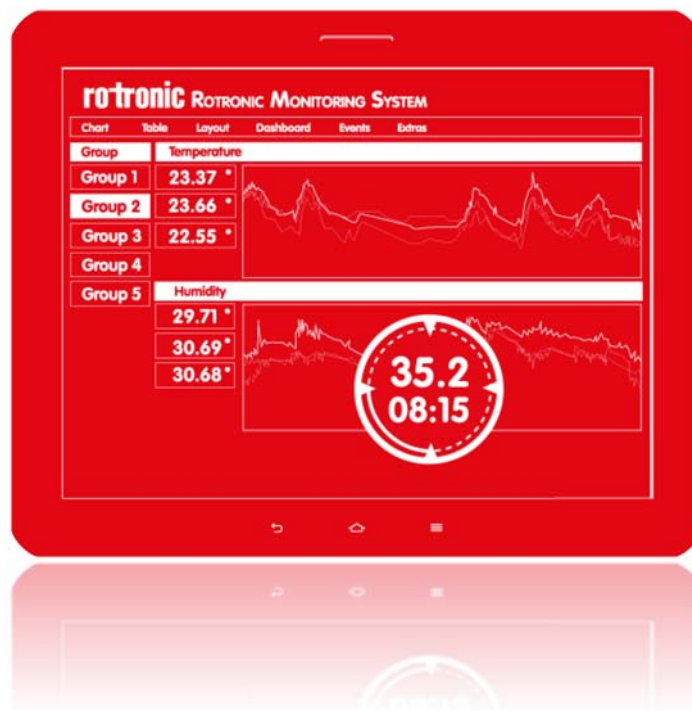 rotronic ROTRONIC MONITORING SYSTEM
Chart Table Layout Dashboard Events Extras
Group Temperature
Group 1 23.37 °
Group 2 23.66 °
Group 3 22.55 °
Group 4
Group 5 Humidity
29.71 °
30.69 °
30.68 °
35.2
08:15